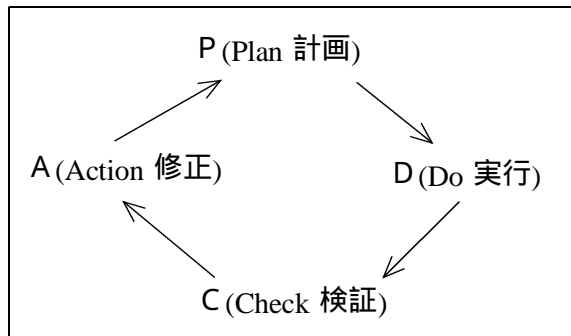 P(Plan 計画)
A(Action 修正)
D(Do 実行)
C(Check 検証)